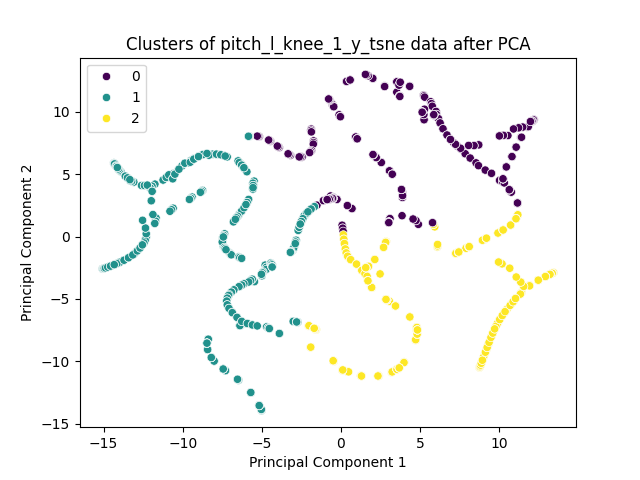 Clusters of pitch_l_knee_1_y_tsne data after PCA
0
1
2
10
5
0
−5
−10
−15
Principal Component 2
−15 −10 −5 0 5 10
Principal Component 1